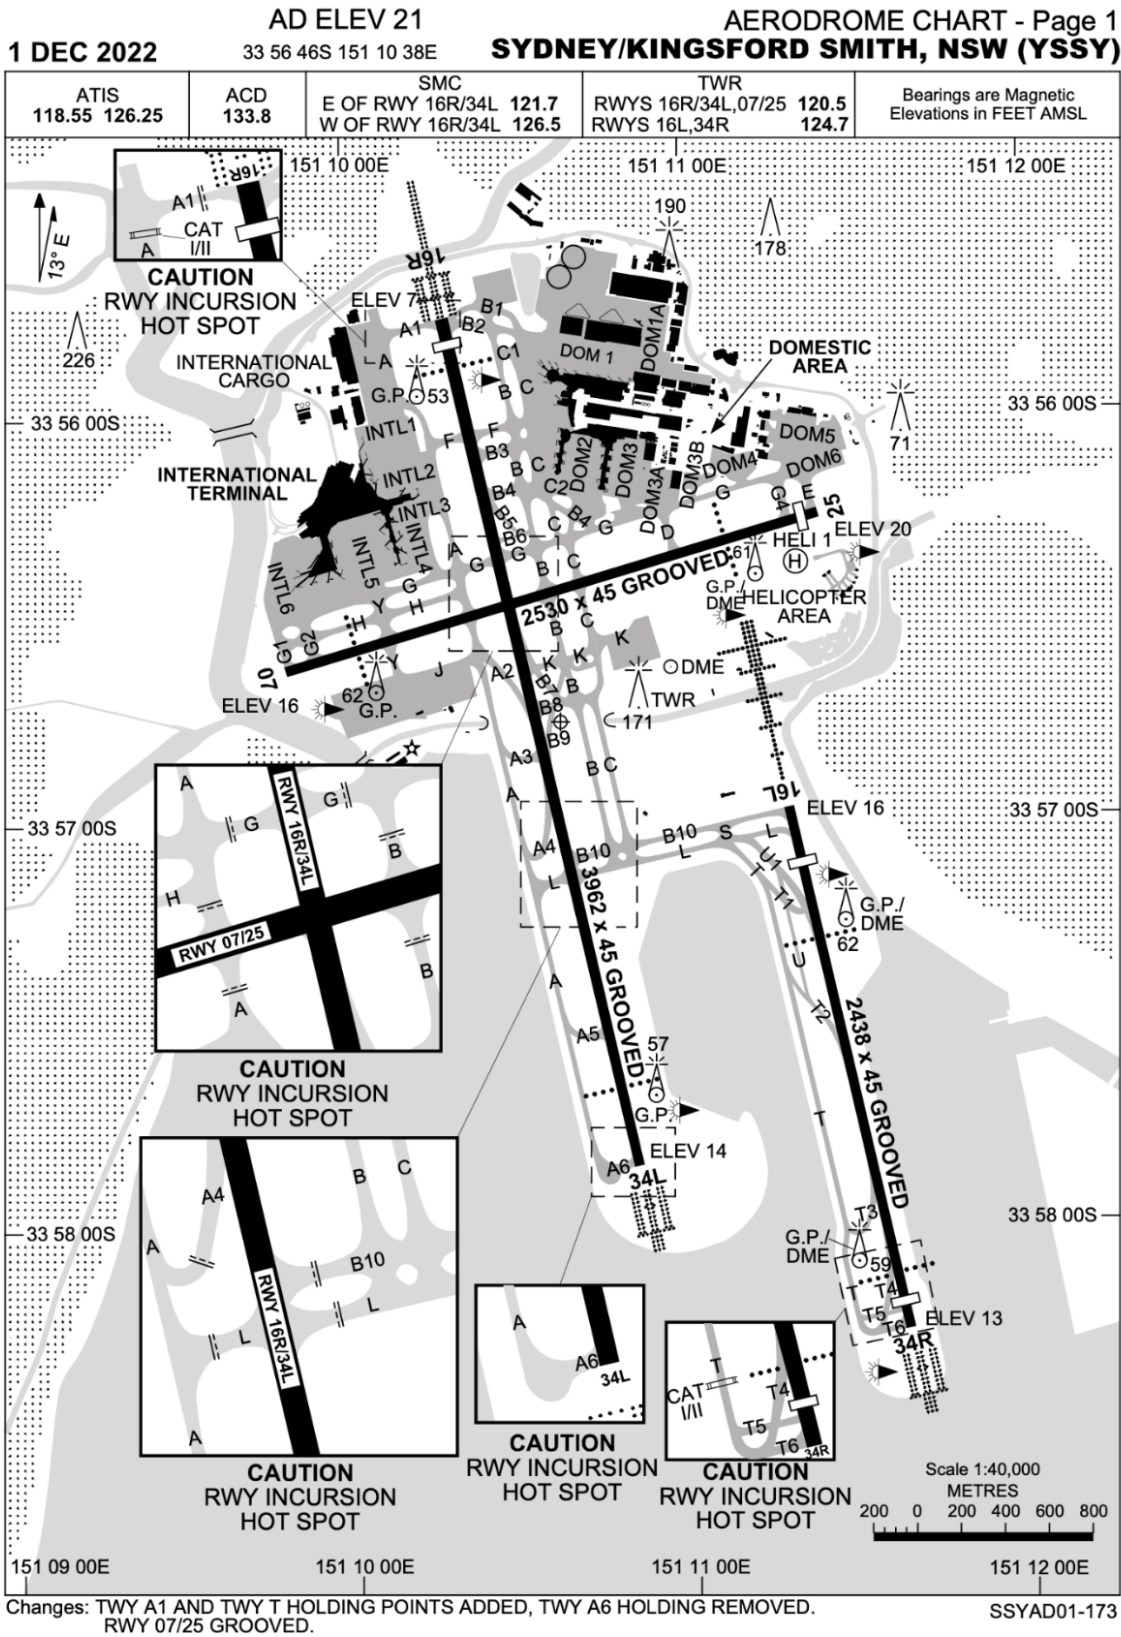 AD ELEV 21
AERODROME CHART - Page 1
1 DEC 2022
33 56 46S 151 10 38E
SYDNEY/KINGSFORD SMITH, NSW (YSSY)
ATIS
118.55 126.25
ACD
133.8
SMC
E OF RWY 16R/34L 121.7
W OF RWY 16R/34L 126.5
TWR
RWYS 16R/34L,07/25 120.5
RWYS 16L,34R 124.7
Bearings are Magnetic
Elevations in FEET AMSL
151 10 00E
151 11 00E
151 12 00E
13° E
16R
A1
CAT
I/II
A
CAUTION
RWY INCURSION
HOT SPOT
190
178
226
16R
ELEV 7
B1
A1
B2
A
C1
INTERNATIONAL
CARGO
G.P.
53
B C
DOM 1
DOM1A
DOMESTIC
AREA
33 56 00S
33 56 00S
71
INTL1
F
F
B3
B C
DOM2
DOM3
DOM3A
DOM3B
DOM4
DOM5
DOM6
INTERNATIONAL
TERMINAL
INTL2
INTL3
INTL4
INTL5
INTL6
B4
C2
B5
B6
C
B4
G
D
G
G4
E
25
ELEV 20
HELI 1
H
61
G.P./
DME
HELICOPTER
AREA
A
G
G
B
C
G
H
Y
H
G1
G2
2530 x 45 GROOVED
B
C
K
K
K
07
Y
J
A2
B7
B
DME
TWR
171
ELEV 16
62
G.P.
B8
B9
A3
A
B C
16L
ELEV 16
33 57 00S
33 57 00S
A
RWY 16R/34L
G
G
B
H
RWY 07/25
B
A
CAUTION
RWY INCURSION
HOT SPOT
A4
B10
L
B10
L
S
L
U1
T
T1
G.P./
DME
62
U
T2
3962 x 45 GROOVED
2438 x 45 GROOVED
A
A5
57
G.P.
T
ELEV 14
A6
34L
A4
B
C
A
B10
L
L
RWY 16R/34L
A
CAUTION
RWY INCURSION
HOT SPOT
33 58 00S
33 58 00S
T3
G.P./
DME
59
T
T4
T5
T6
ELEV 13
34R
A
A6
34L
CAUTION
RWY INCURSION
HOT SPOT
T
CAT
I/II
T4
T5
T6
34R
CAUTION
RWY INCURSION
HOT SPOT
Scale 1:40,000
METRES
200 0 200 400 600 800
151 09 00E
151 10 00E
151 11 00E
151 12 00E
Changes: TWY A1 AND TWY T HOLDING POINTS ADDED, TWY A6 HOLDING REMOVED.
RWY 07/25 GROOVED.
SSYAD01-173